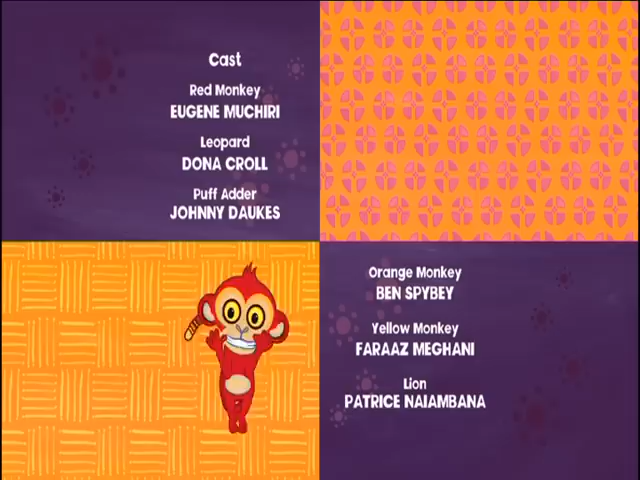 Cast
Red Monkey
EUGENE MUCHIRI
Leopard
DONA CROLL
Puff Adder
JOHNNY DAUKES
Orange Monkey
BEN SPYBEY
Yellow Monkey
FARAAZ MEGHANI
Lion
PATRICE NAIAMBANA